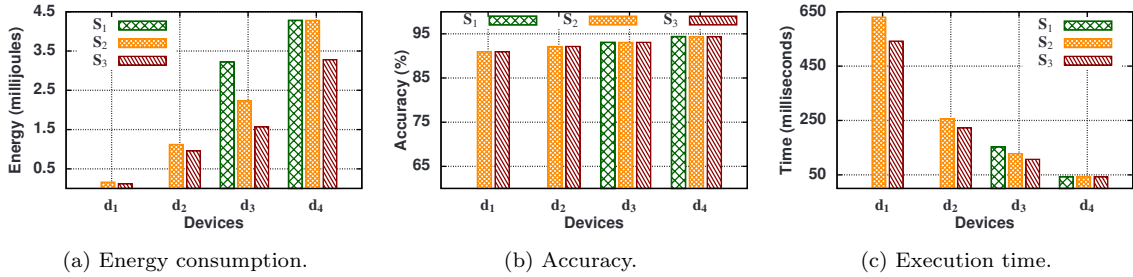 Energy (millijoules)
4.5
3.5
2.5
1.5
0.5
S1
S2
S3
d1 d2 d3 d4
Devices
(a) Energy consumption.
Accuracy (%)
95
85
75
65
S1 S2 S3
d1 d2 d3 d4
Devices
(b) Accuracy.
Time (milliseconds)
650
450
250
50
S1
S2
S3
d1 d2 d3 d4
Devices
(c) Execution time.